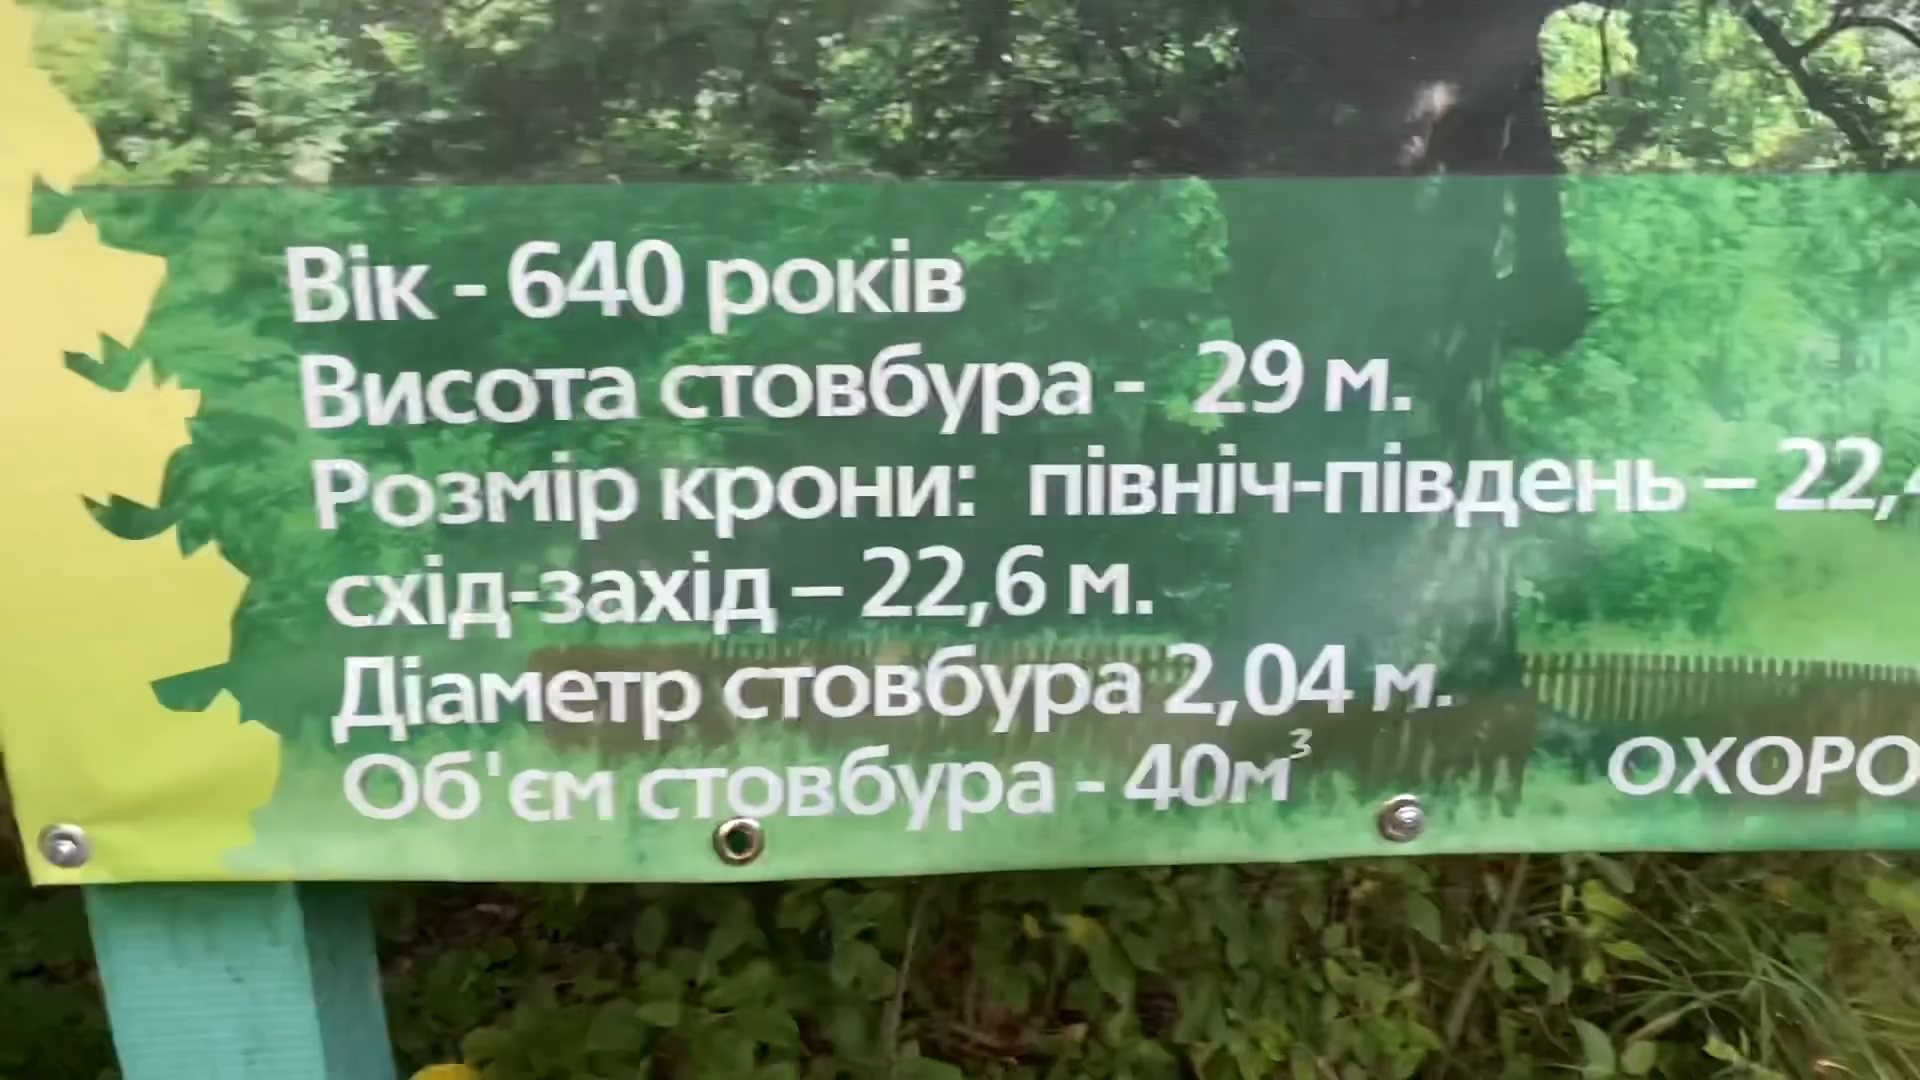 Вік - 640 років
Висота стовбура - 29 м.
Розмір крони: північ-південь – 22,4
схід-захід – 22,6 м.
Діаметр стовбура 2,04 м.
Об'єм стовбура - 40м³
ОХОРО